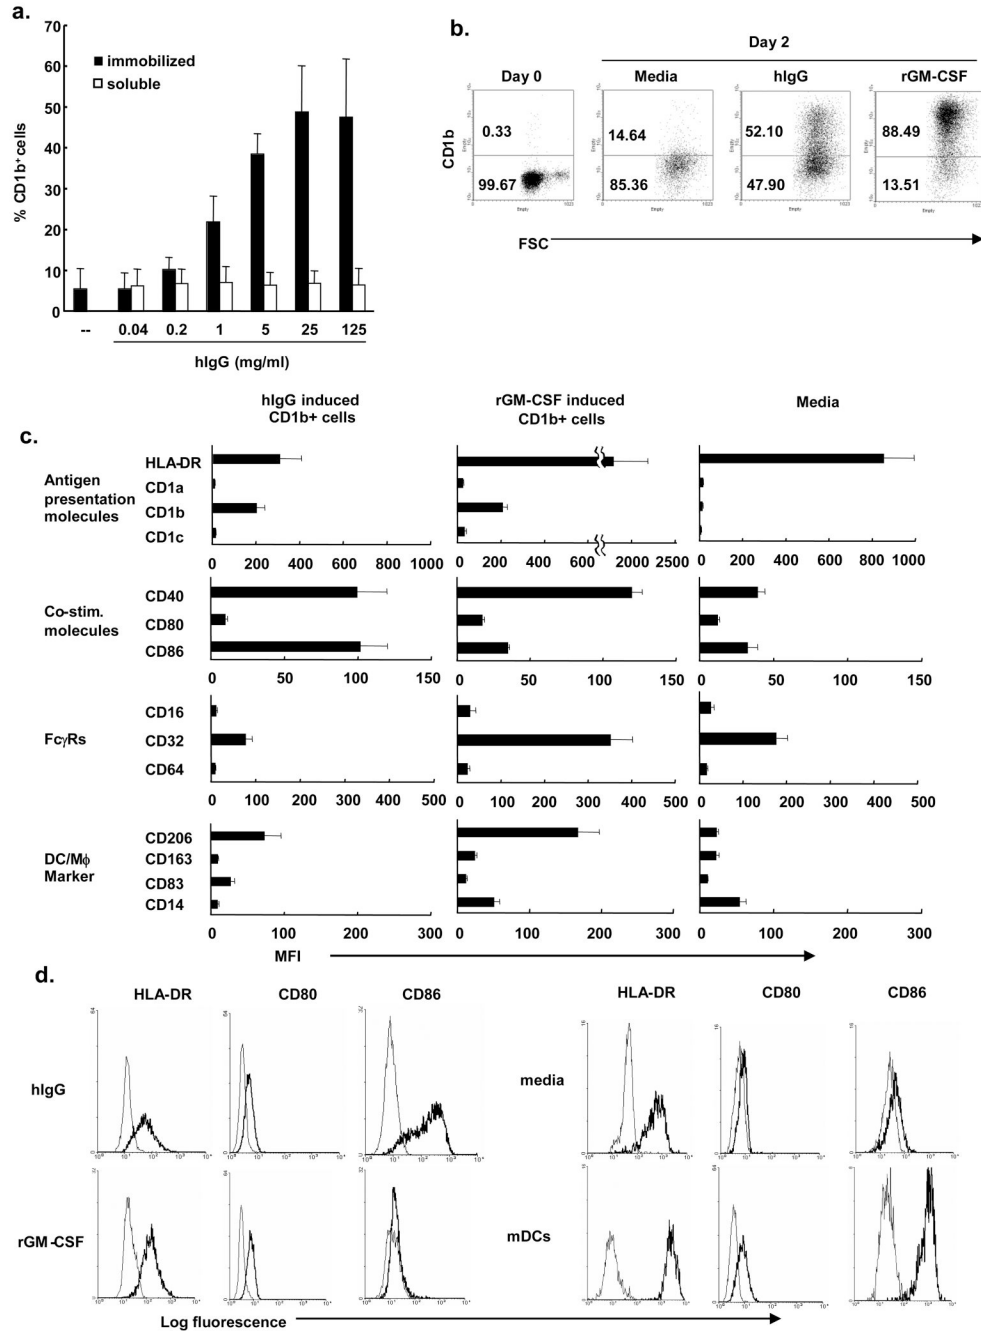 a.
70
60
50
40
30
20
10
0
% CD1b⁺ cells
immobilized
soluble
-- 0.04 0.2 1 5 25 125
hIgG (mg/ml)
b.
Day 2
Day 0 Media hIgG rGM-CSF
CD1b
0.33 14.64 52.10 88.49
99.67 85.36 47.90 13.51
Empty Empty Empty Empty
1023 1023 1023 1023
FSC
c.
hIgG induced
CD1b+ cells
rGM-CSF induced
CD1b+ cells
Media
Antigen
presentation
molecules
HLA-DR
CD1a
CD1b
CD1c
0 200 400 600 800 1000
0 200 400 600 2000 2500
0 200 400 600 800 1000
Co-stim.
molecules
CD40
CD80
CD86
0 50 100 150
0 50 100 150
0 50 100 150
FcγRs
CD16
CD32
CD64
0 100 200 300 400 500
0 100 200 300 400 500
0 100 200 300 400 500
DC/Mϕ
Marker
CD206
CD163
CD83
CD14
0 100 200 300
0 100 200 300
0 100 200 300
MFI
d.
HLA-DR CD80 CD86 HLA-DR CD80 CD86
hIgG
media
rGM-CSF
mDCs
Log fluorescence